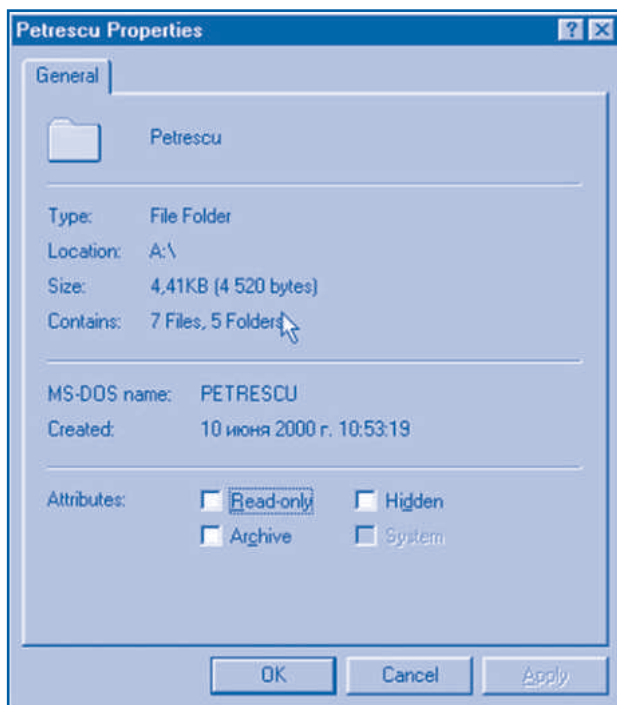 Petrescu Properties
General
Petrescu
Type: File Folder
Location: A:\
Size: 4,41KB (4 520 bytes)
Contains: 7 Files, 5 Folders
MS-DOS name: PETRESCU
Created: 10 июня 2000 г. 10:53:19
Attributes: Read-only Hidden
Archive System
OK Cancel Apply